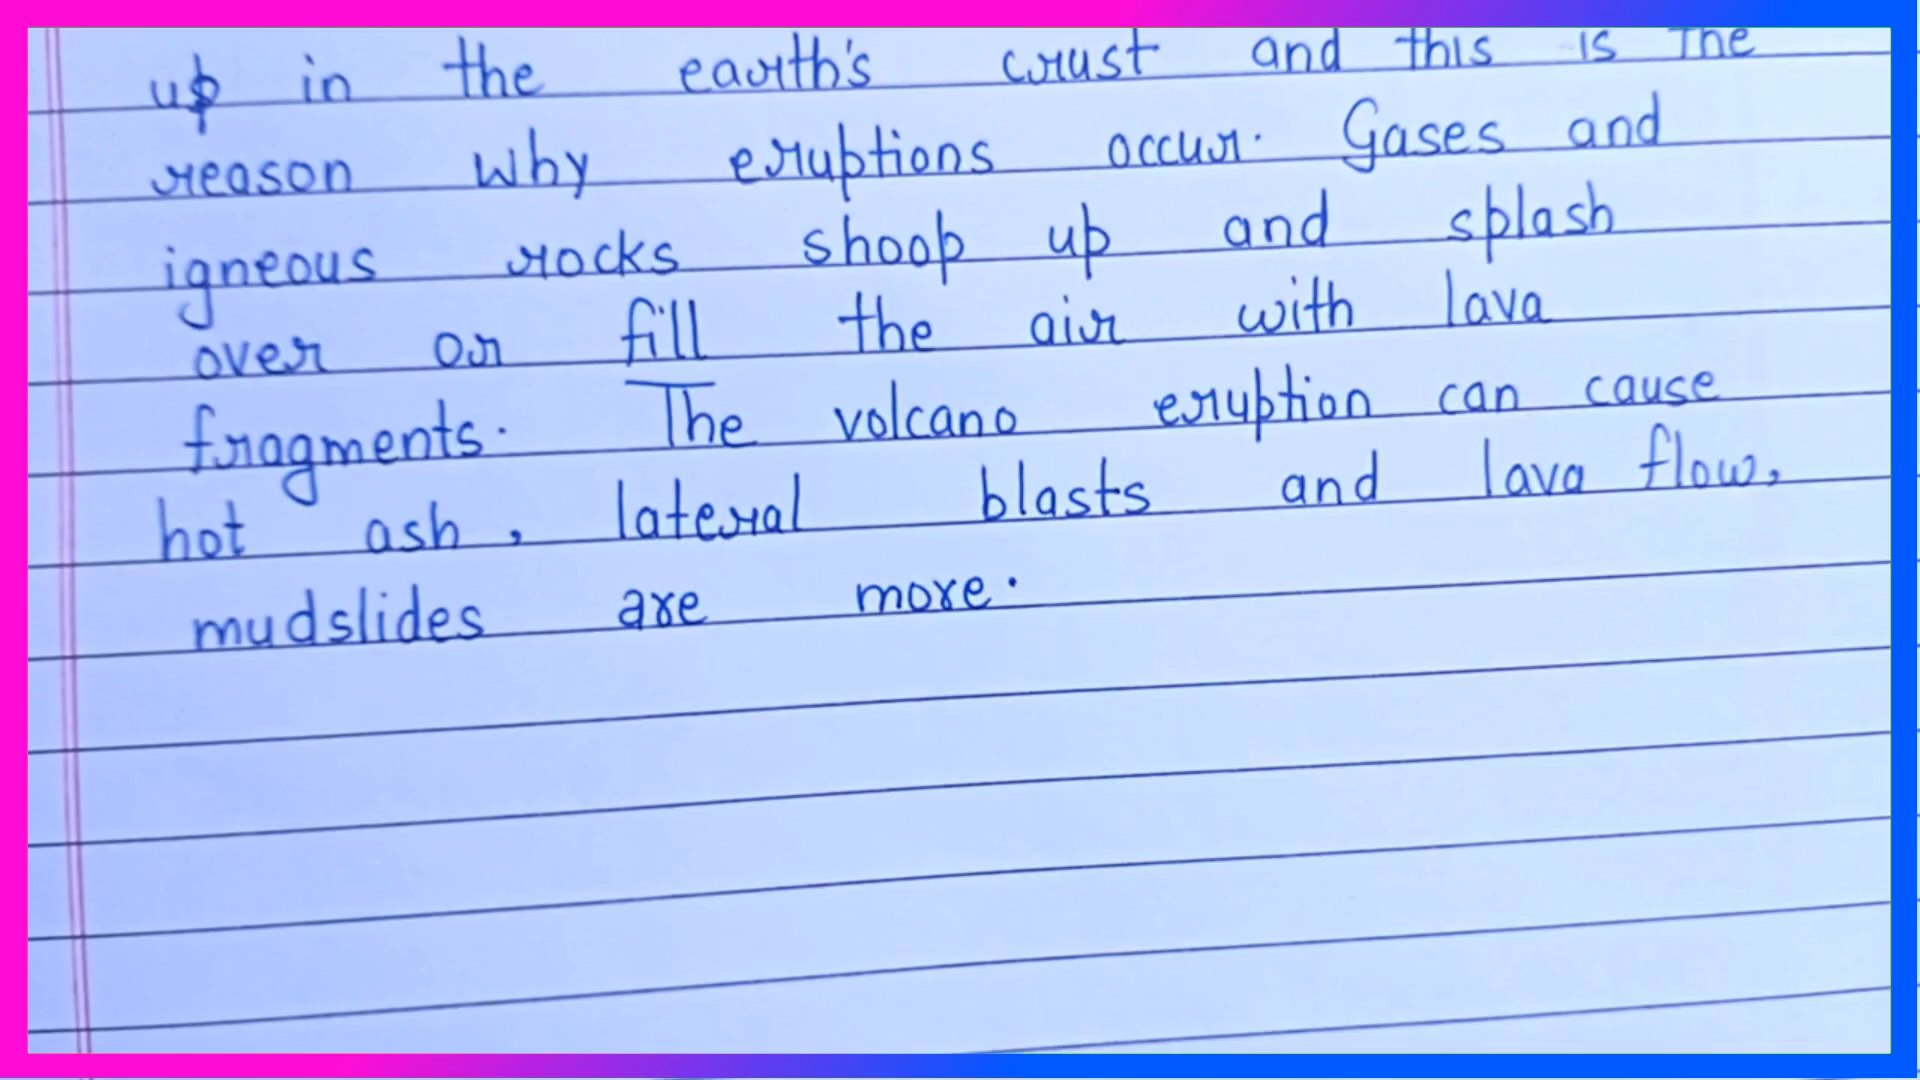 up in the earth's crust and this is The
reason why eruptions occur. Gases and
igneous rocks shoop up and splash
over or fill the air with lava
fragments. The volcano eruption can cause
hot ash, lateral blasts and lava flow,
mudslides are more.